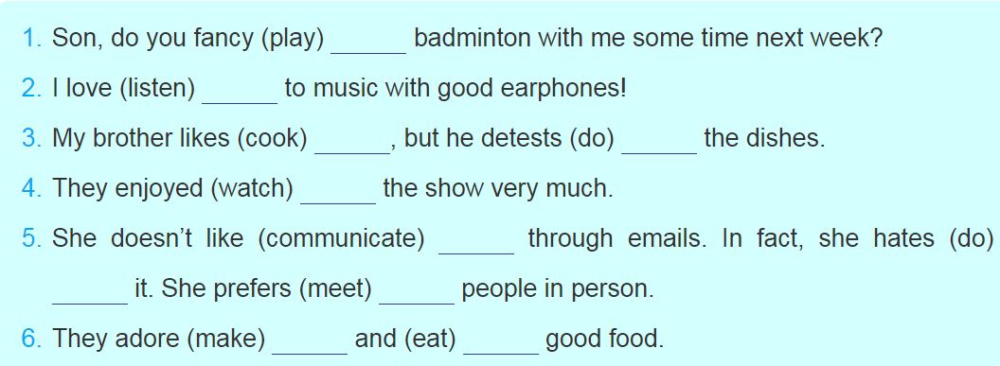 1. Son, do you fancy (play) ______ badminton with me some time next week?
2. I love (listen) ______ to music with good earphones!
3. My brother likes (cook) ______, but he detests (do) ______ the dishes.
4. They enjoyed (watch) ______ the show very much.
5. She doesn’t like (communicate) ______ through emails. In fact, she hates (do)
______ it. She prefers (meet) ______ people in person.
6. They adore (make) ______ and (eat) ______ good food.